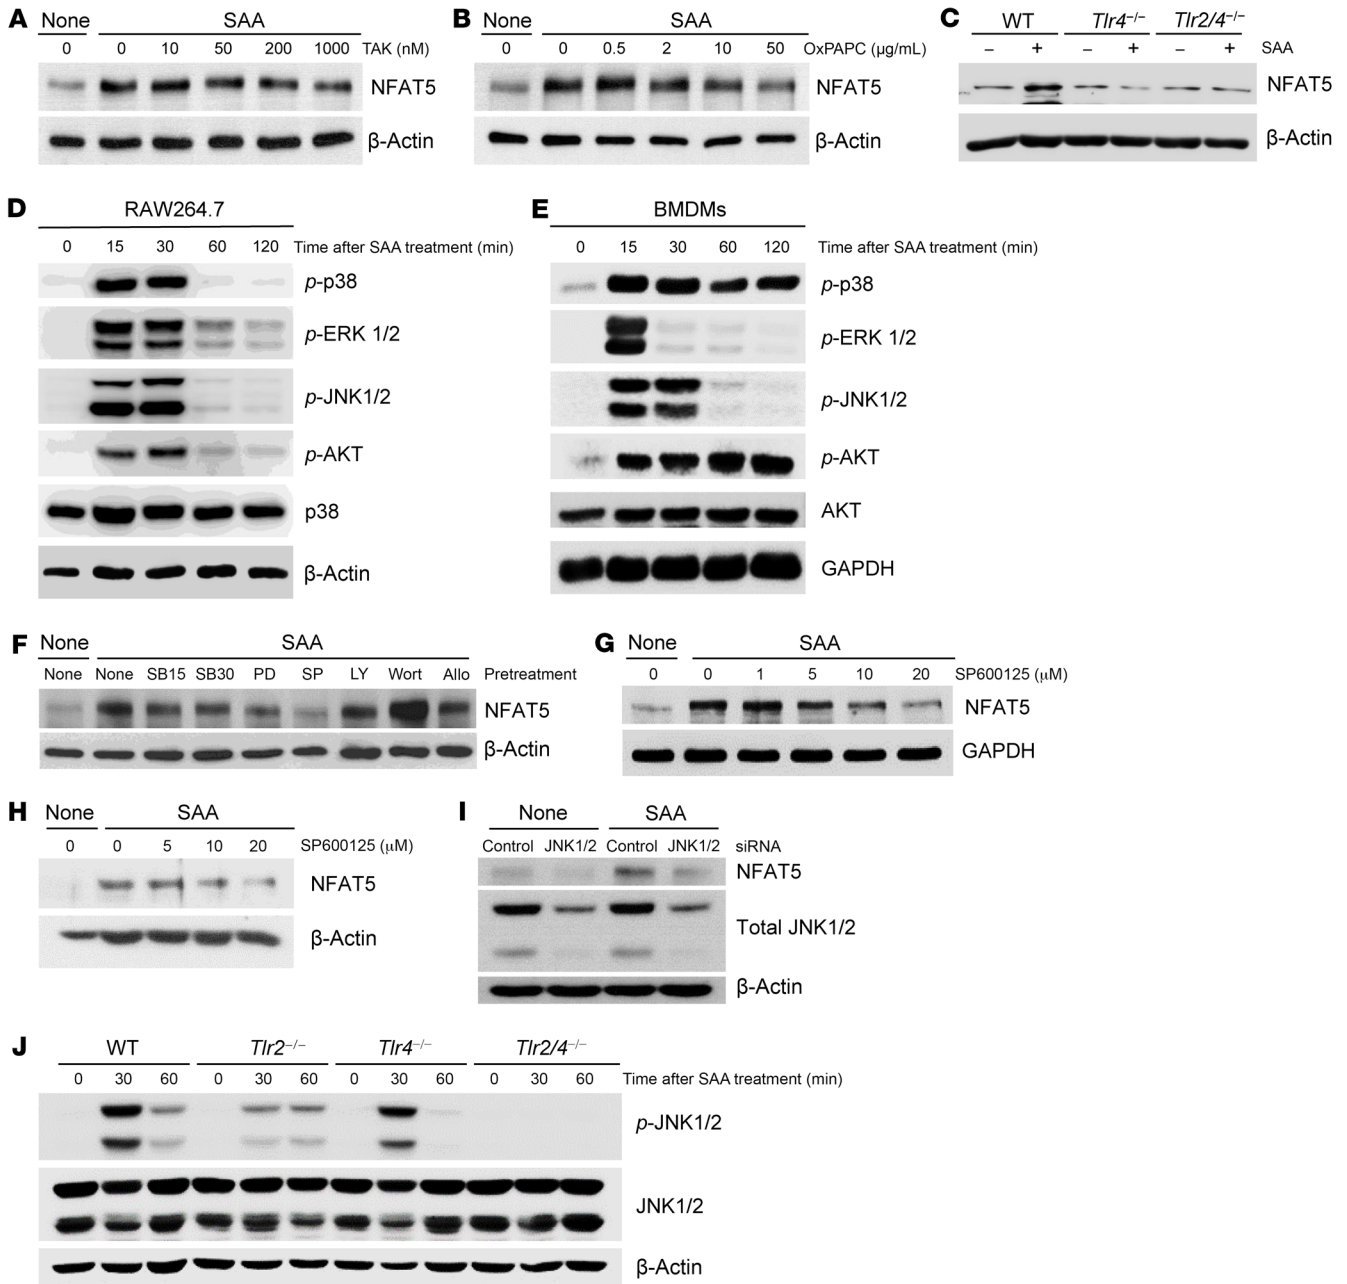 A
None SAA
0 0 10 50 200 1000 TAK (nM)
NFAT5
β-Actin
B
None SAA
0 0 0.5 2 10 50 OxPAPC (μg/mL)
NFAT5
β-Actin
C
WT Tlr4−/− Tlr2/4−/−
− + − + − + SAA
NFAT5
β-Actin
D
RAW264.7
0 15 30 60 120 Time after SAA treatment (min)
p-p38
p-ERK 1/2
p-JNK1/2
p-AKT
p38
β-Actin
E
BMDMs
0 15 30 60 120 Time after SAA treatment (min)
p-p38
p-ERK 1/2
p-JNK1/2
p-AKT
AKT
GAPDH
F
None SAA
None None SB15 SB30 PD SP LY Wort Allo Pretreatment
NFAT5
β-Actin
G
None SAA
0 0 1 5 10 20 SP600125 (μM)
NFAT5
GAPDH
H
None SAA
0 0 5 10 20 SP600125 (μM)
NFAT5
β-Actin
I
None SAA
Control JNK1/2 Control JNK1/2 siRNA
NFAT5
Total JNK1/2
β-Actin
J
WT Tlr2−/− Tlr4−/− Tlr2/4−/−
0 30 60 0 30 60 0 30 60 0 30 60 Time after SAA treatment (min)
p-JNK1/2
JNK1/2
β-Actin